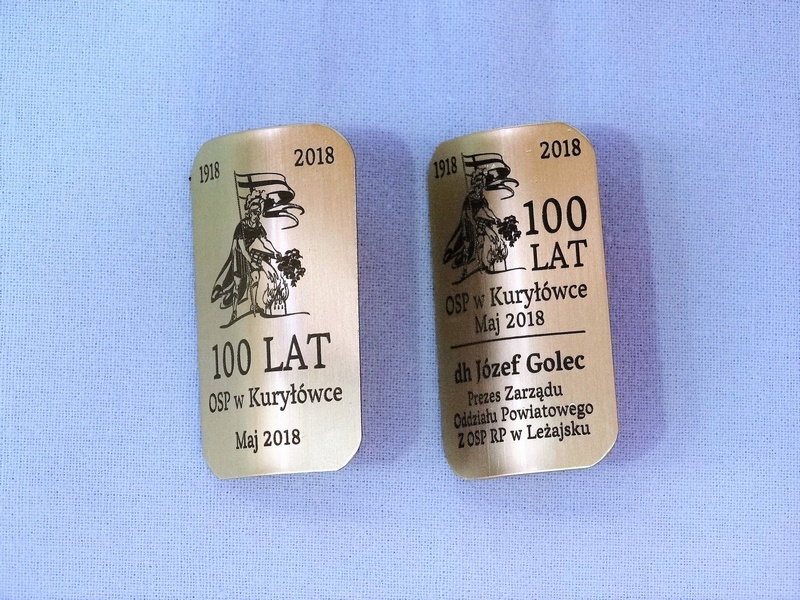 1918 2018
100 LAT
OSP w Kuryłówce
Maj 2018
1918 2018
100
LAT
OSP w Kuryłówce
Maj 2018
dh Józef Golec
Prezes Zarządu
Oddziału Powiatowego
Z OSP RP w Leżajsku